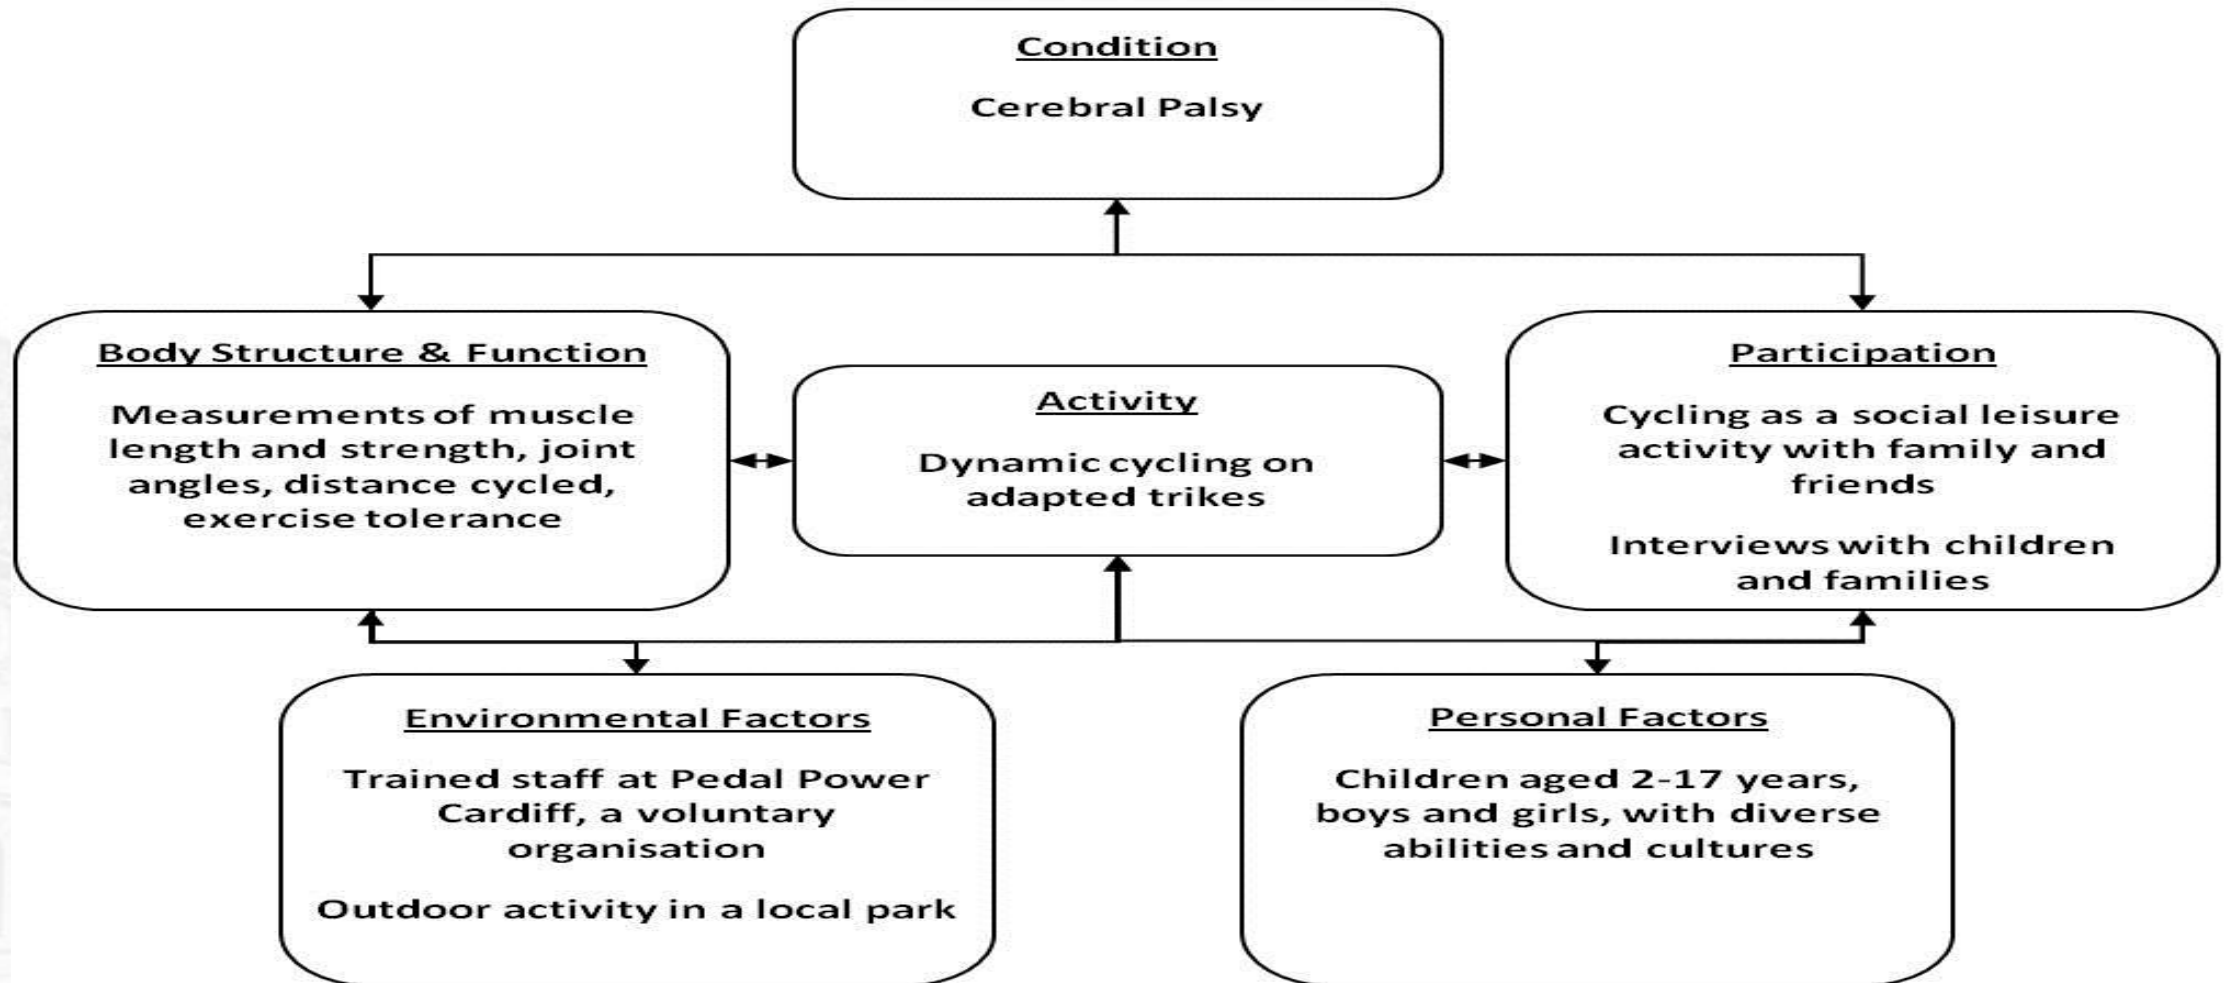 Condition
Cerebral Palsy
Body Structure & Function
Measurements of muscle
length and strength, joint
angles, distance cycled,
exercise tolerance
Activity
Dynamic cycling on
adapted trikes
Participation
Cycling as a social leisure
activity with family and
friends
Interviews with children
and families
Environmental Factors
Trained staff at Pedal Power
Cardiff, a voluntary
organisation
Outdoor activity in a local park
Personal Factors
Children aged 2-17 years,
boys and girls, with diverse
abilities and cultures